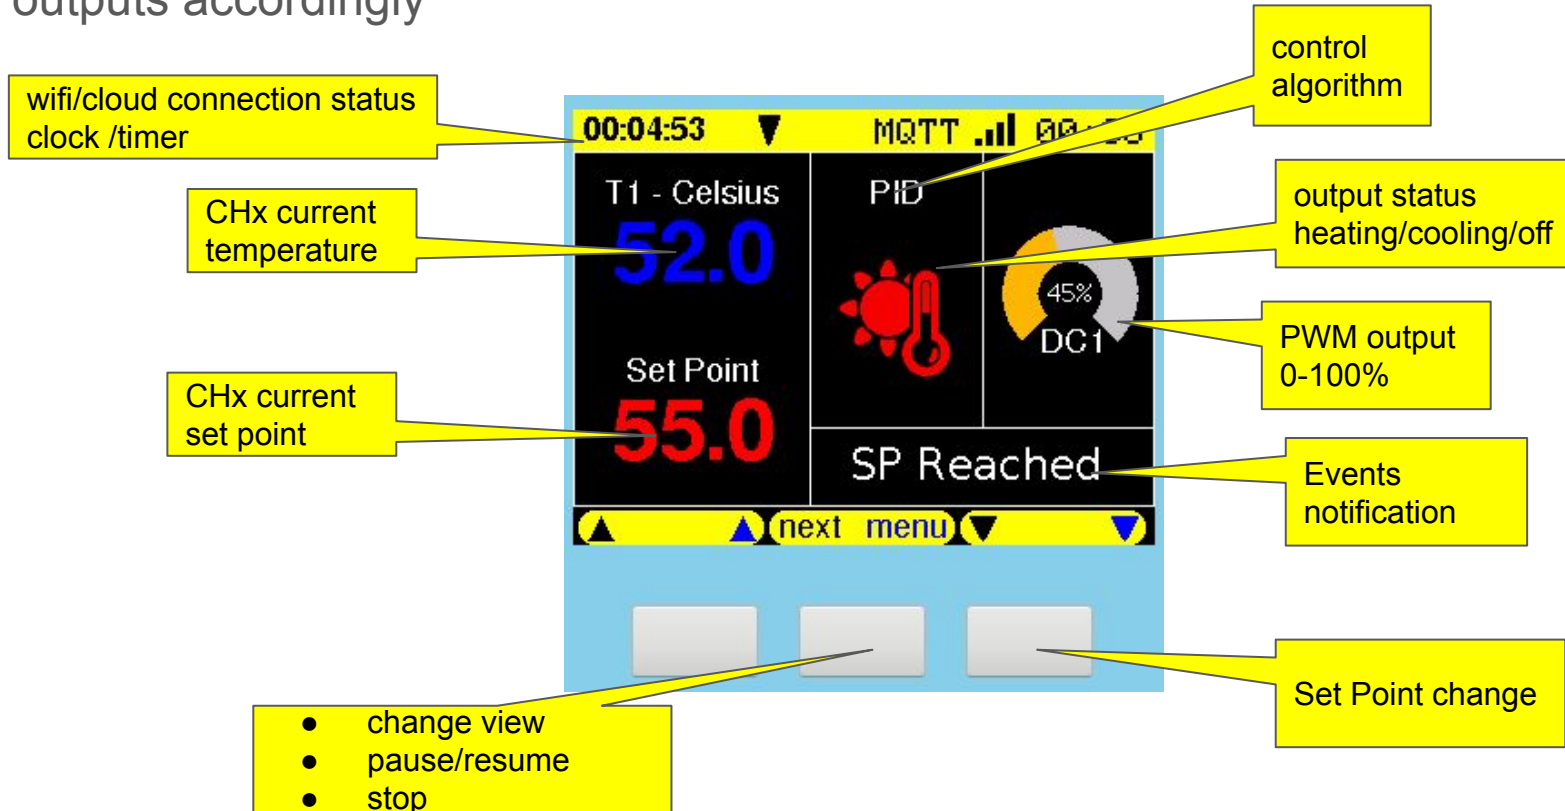 outputs accordingly
control
algorithm
wifi/cloud connection status
clock /timer
00:04:53 ▼ MQTT
T1 - Celsius
PID
CHx current
temperature
52.0
output status
heating/cooling/off
45%
DC1
PWM output
0-100%
Set Point
CHx current
set point
55.0
SP Reached
Events
notification
▲ ▲ next menu ▼ ▼
Set Point change
● change view
● pause/resume
● stop